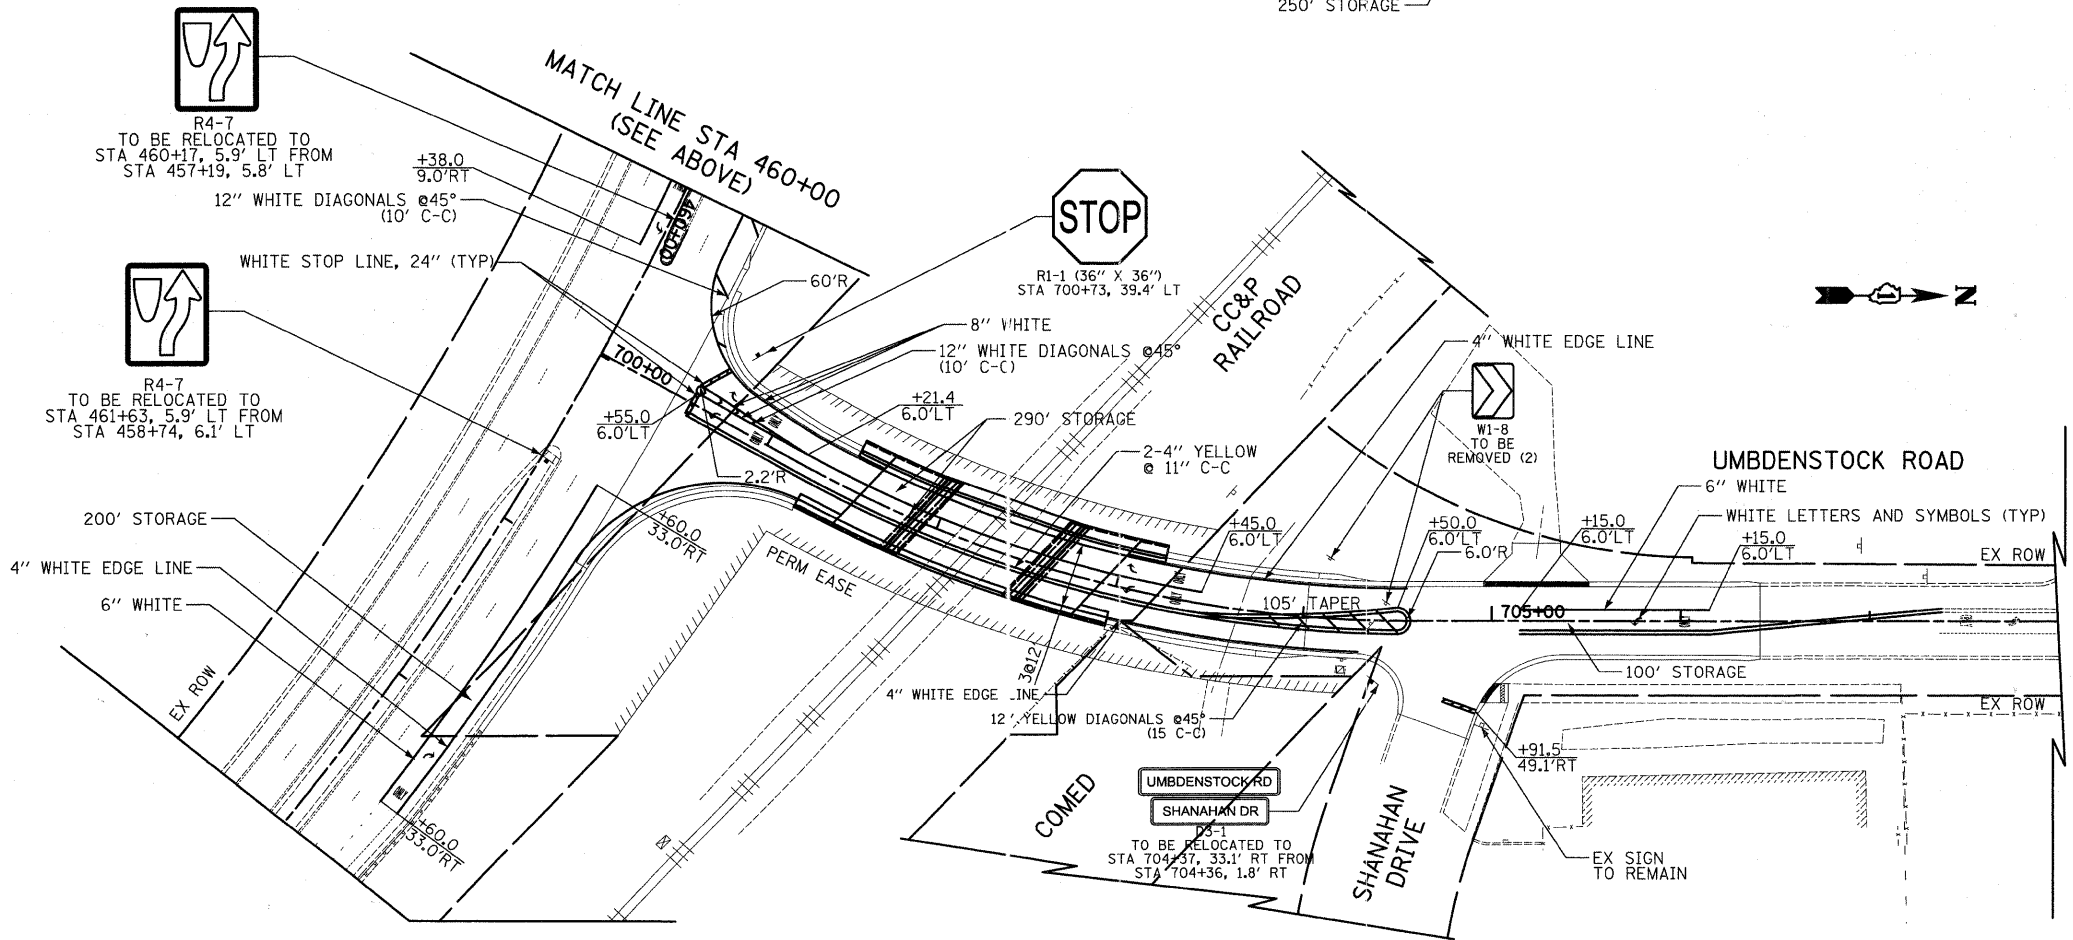 250' STORAGE
R4-7
TO BE RELOCATED TO
STA 460+17, 5.9' LT FROM
STA 457+19, 5.8' LT
MATCH LINE STA 460+00
(SEE ABOVE)
+38.0
9.0'RT
12" WHITE DIAGONALS @45°
(10' C-C)
460+00
WHITE STOP LINE, 24" (TYP)
STOP
R1-1 (36" X 36")
STA 700+73, 39.4' LT
60'R
CC&P
RAILROAD
N
R4-7
TO BE RELOCATED TO
STA 461+63, 5.9' LT FROM
STA 458+74, 6.1' LT
700+00
8" WHITE
12" WHITE DIAGONALS @45°
(10' C-C)
4" WHITE EDGE LINE
+55.0
6.0'LT
+21.4
6.0'LT
290' STORAGE
W1-8
TO BE
REMOVED (2)
2-4" YELLOW
@ 11" C-C
2.2'R
UMBDENSTOCK ROAD
6" WHITE
WHITE LETTERS AND SYMBOLS (TYP)
200' STORAGE
+60.0
33.0'RT
+45.0
6.0'LT
+50.0
6.0'LT
6.0'R
+15.0
6.0'LT
+15.0
6.0'LT
EX ROW
4" WHITE EDGE LINE
PERM EASE
6" WHITE
105' TAPER
705+00
3@12'
100' STORAGE
4" WHITE EDGE LINE
EX ROW
EX ROW
12" YELLOW DIAGONALS @45°
(15' C-C)
+91.5
49.1'RT
UMBDENSTOCK RD
SHANAHAN DR
D3-1
TO BE RELOCATED TO
STA 704+37, 33.1' RT FROM
STA 704+36, 1.8' RT
COMED
SHANAHAN
DRIVE
+60.0
33.0'RT
EX SIGN
TO REMAIN